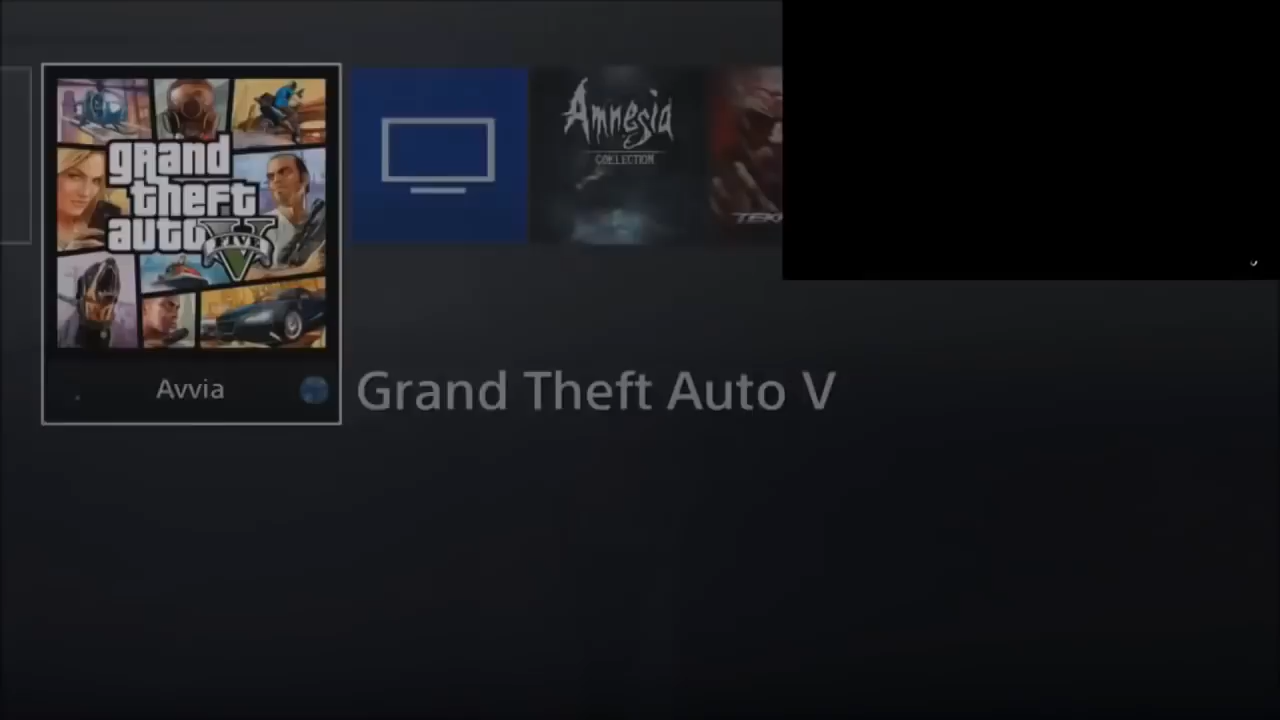 grand
theft
auto
FIVE
Amnesia
COLLECTION
Avvia
Grand Theft Auto V